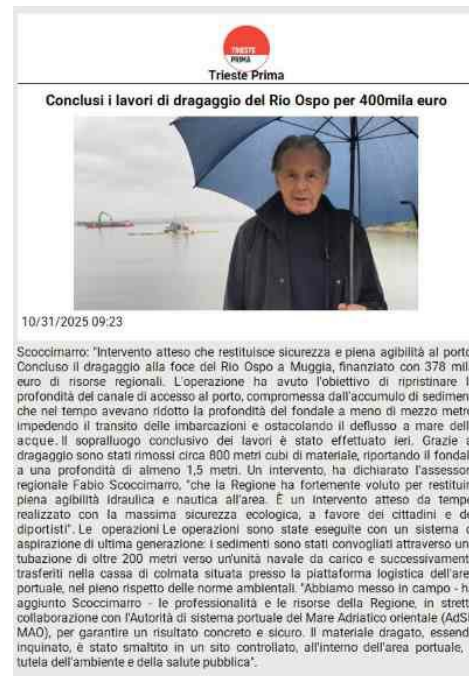 TRIESTE
PRIMA
Trieste Prima
Conclusi i lavori di dragaggio del Rio Ospo per 400mila euro
10/31/2025 09:23
Scoccimarro: "Intervento atteso che restituisce sicurezza e piena agibilità al porto
Concluso il dragaggio alla foce del Rio Ospo a Muggia, finanziato con 378 mil
euro di risorse regionali. L'operazione ha avuto l'obiettivo di ripristinare l
profondità del canale di accesso al porto, compromessa dall'accumulo di sedimen
che nel tempo avevano ridotto la profondità del fondale a meno di mezzo metro
impedendo il transito delle imbarcazioni e ostacolando il deflusso a mare dell
acque. Il sopralluogo conclusivo dei lavori è stato effettuato ieri. Grazie a
dragaggio sono stati rimossi circa 800 metri cubi di materiale, riportando il fondal
a una profondità di almeno 1,5 metri. Un intervento, ha dichiarato l'assessor
regionale Fabio Scoccimarro, "che la Regione ha fortemente voluto per restituir
piena agibilità idraulica e nautica all'area. È un intervento atteso da tempo
realizzato con la massima sicurezza ecologica, a favore dei cittadini e de
diportisti". Le operazioni Le operazioni sono state eseguite con un sistema d
aspirazione di ultima generazione: i sedimenti sono stati convogliati attraverso un
tubazione di oltre 200 metri verso un'unità navale da carico e successivament
trasferiti nella cassa di colmata situata presso la piattaforma logistica dell'are
portuale, nel pieno rispetto delle norme ambientali. "Abbiamo messo in campo - h
aggiunto Scoccimarro - le professionalità e le risorse della Regione, in strett
collaborazione con l'Autorità di sistema portuale del Mare Adriatico orientale (AdS
MAO), per garantire un risultato concreto e sicuro. Il materiale dragato, essend
inquinato, è stato smaltito in un sito controllato, all'interno dell'area portuale,
tutela dell'ambiente e della salute pubblica".